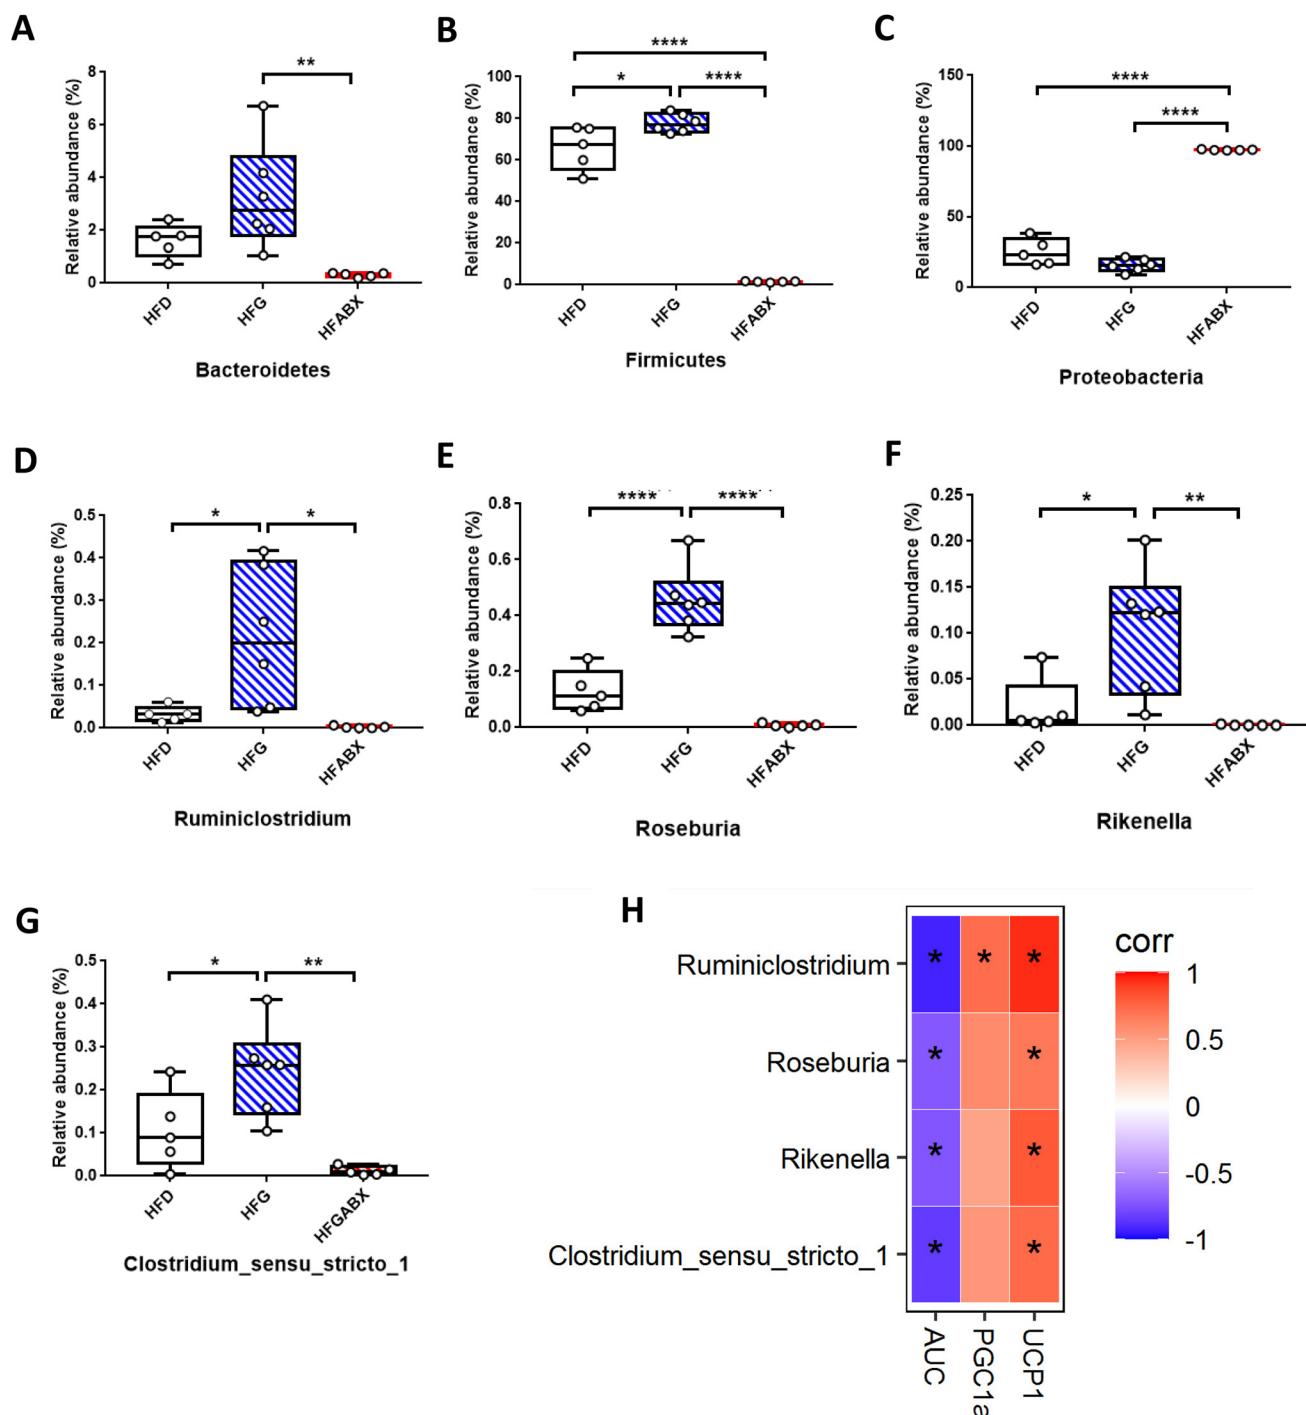 A
**
Relative abundance (%)
8
6
4
2
0
HFD
HFG
HFABX
Bacteroidetes
B
****
*
****
Relative abundance (%)
100
80
60
40
20
0
HFD
HFG
HFABX
Firmicutes
C
****
****
Relative abundance (%)
150
100
50
0
HFD
HFG
HFABX
Proteobacteria
D
*
*
Relative abundance (%)
0.5
0.4
0.3
0.2
0.1
0.0
HFD
HFG
HFABX
Ruminiclostridium
E
****
****
Relative abundance (%)
0.8
0.6
0.4
0.2
0.0
HFD
HFG
HFABX
Roseburia
F
*
**
Relative abundance (%)
0.25
0.20
0.15
0.10
0.05
0.00
HFD
HFG
HFABX
Rikenella
G
*
**
Relative abundance (%)
0.5
0.4
0.3
0.2
0.1
0.0
HFD
HFG
HFGABX
Clostridium_sensu_stricto_1
H
Ruminiclostridium
* * *
Roseburia
* *
Rikenella
* *
Clostridium_sensu_stricto_1
* *
AUC
PGC1a
UCP1
corr
1
0.5
0
-0.5
-1